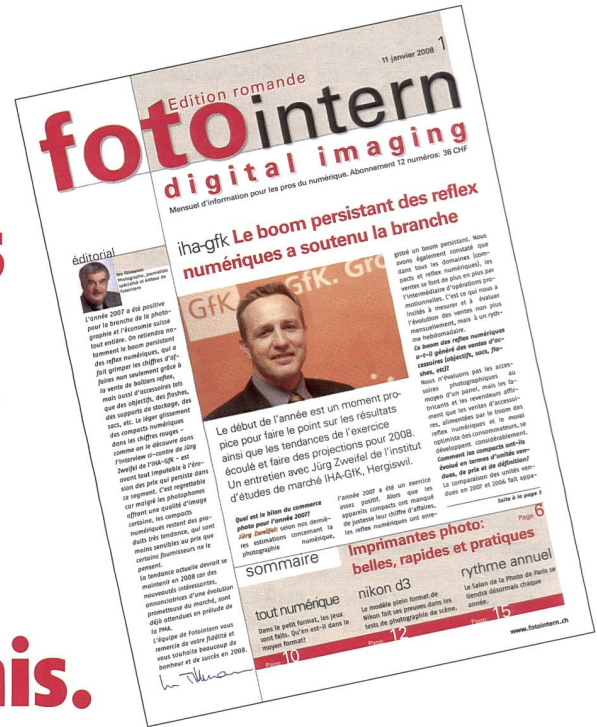 11 janvier 2008 1
Edition romande
fotointern
digital imaging
Mensuel d'information pour les pros du numérique. Abonnement 12 numéros: 36 CHF
éditorial
Urs Tillmanns
Photographe, journaliste
spécialisé et éditeur de
Fotointern
L'année 2007 a été positive
pour la branche de la photo-
graphie et l'économie suisse
tout entière. On retiendra no-
tamment le boom persistant
des reflex numériques, qui a
fait grimper les chiffres d'af-
faires non seulement grâce à
la vente de boîtiers reflex,
mais aussi d'accessoires tels
que des objectifs, des flashes,
des supports de stockage, des
sacs, etc. Le léger glissement
des compacts numériques
dans les chiffres rouges –
comme on le découvre dans
l'interview ci-contre de Jürg
Zweifel de l'IHA-GfK – est
avant tout imputable à l'éro-
sion des prix qui persiste dans
ce segment. C'est regrettable
car malgré les photophones
offrant une qualité d'image
certaine, les compacts
numériques restent des pro-
duits très tendance, qui sont
moins sensibles au prix que
certains fournisseurs ne le
pensent.
La tendance actuelle devrait se
maintenir en 2008 car des
nouveautés intéressantes,
annonciatrices d'une évolution
prometteuse du marché, sont
déjà attendues en prélude de
la PMA.
L'équipe de Fotointern vous
remercie de votre fidélité et
vous souhaite beaucoup de
bonheur et de succès en 2008.
iha-gfk Le boom persistant des reflex
numériques a soutenu la branche
GfK
GfK. Gro
Le début de l'année est un moment pro-
pice pour faire le point sur les résultats
ainsi que les tendances de l'exercice
écoulé et faire des projections pour 2008.
Un entretien avec Jürg Zweifel de l'institut
d'études de marché IHA-GfK, Hergiswil.
Quel est le bilan du commerce
photo pour l'année 2007?
Jürg Zweifel: selon nos derniè-
res estimations concernant la
photographie numérique,
l'année 2007 a été un exercice
assez positif. Alors que les
appareils compacts ont manqué
de justesse leur chiffre d'affaires,
les reflex numériques ont enre-
gistré un boom persistant. Nous
avons également constaté que
dans tout les domaines (com-
pacts et reflex numériques), les
ventes se font de plus en plus par
l'intermédiaire d'opérations pro-
motionnelles. C'est ce qui nous a
incités à mesurer et à évaluer
l'évolution des ventes non plus
mensuellement, mais à un ryth-
me hebdomadaire.
Ce boom des reflex numériques
a-t-il généré des ventes d'ac-
cessoires (objectifs, sacs, fla-
shes, etc)?
Nous n'évaluons pas les acces-
soires photographiques au
moyen d'un panel, mais les fa-
bricants et les revendeurs affir-
ment que les ventes d'accessoi-
res, alimentées par le boom des
reflex numériques et le moral
optimiste des consommateurs, se
développent considérablement.
Comment les compacts ont-ils
évolué en termes d'unités ven-
dues, de prix et de définition?
La comparaison des unités ven-
dues en 2007 et 2006 fait appa-
Suite à la page 3
sommaire
Imprimantes photo:
belles, rapides et pratiques
Page 6
tout numérique
Dans le petit format, les jeux
sont faits. Qu'en est-il dans le
moyen format?
Page 10
nikon d3
Le modèle plein format de
Nikon fait ses preuves dans les
tests de photographie de scène.
Page 12
rythme annuel
Le Salon de la Photo de Paris se
tiendra désormais chaque
année.
Page 15
www.fotointern.ch
s
nis.